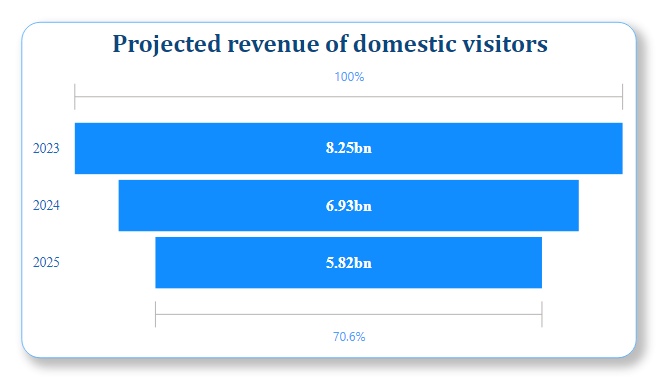 Projected revenue of domestic visitors
100%
2023 8.25bn
2024 6.93bn
2025 5.82bn
70.6%